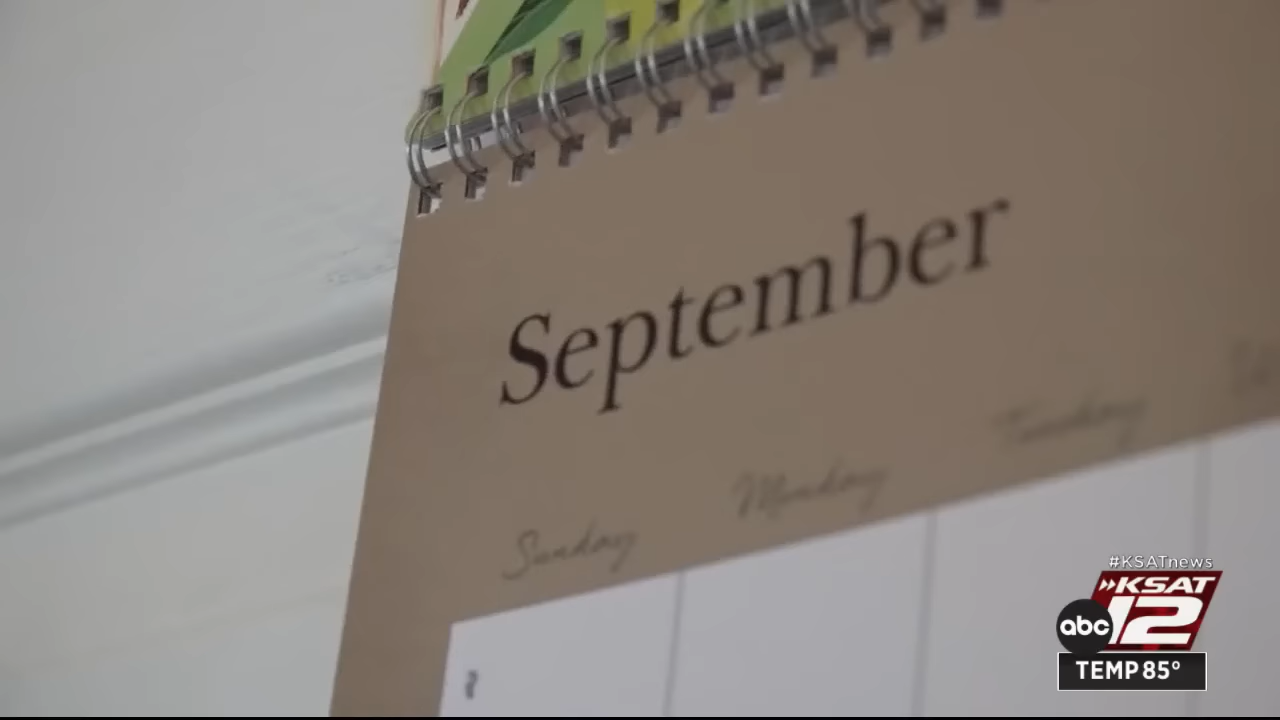 September
Sunday Monday Tuesday
#KSATnews
KSAT
abc 12
TEMP 85°